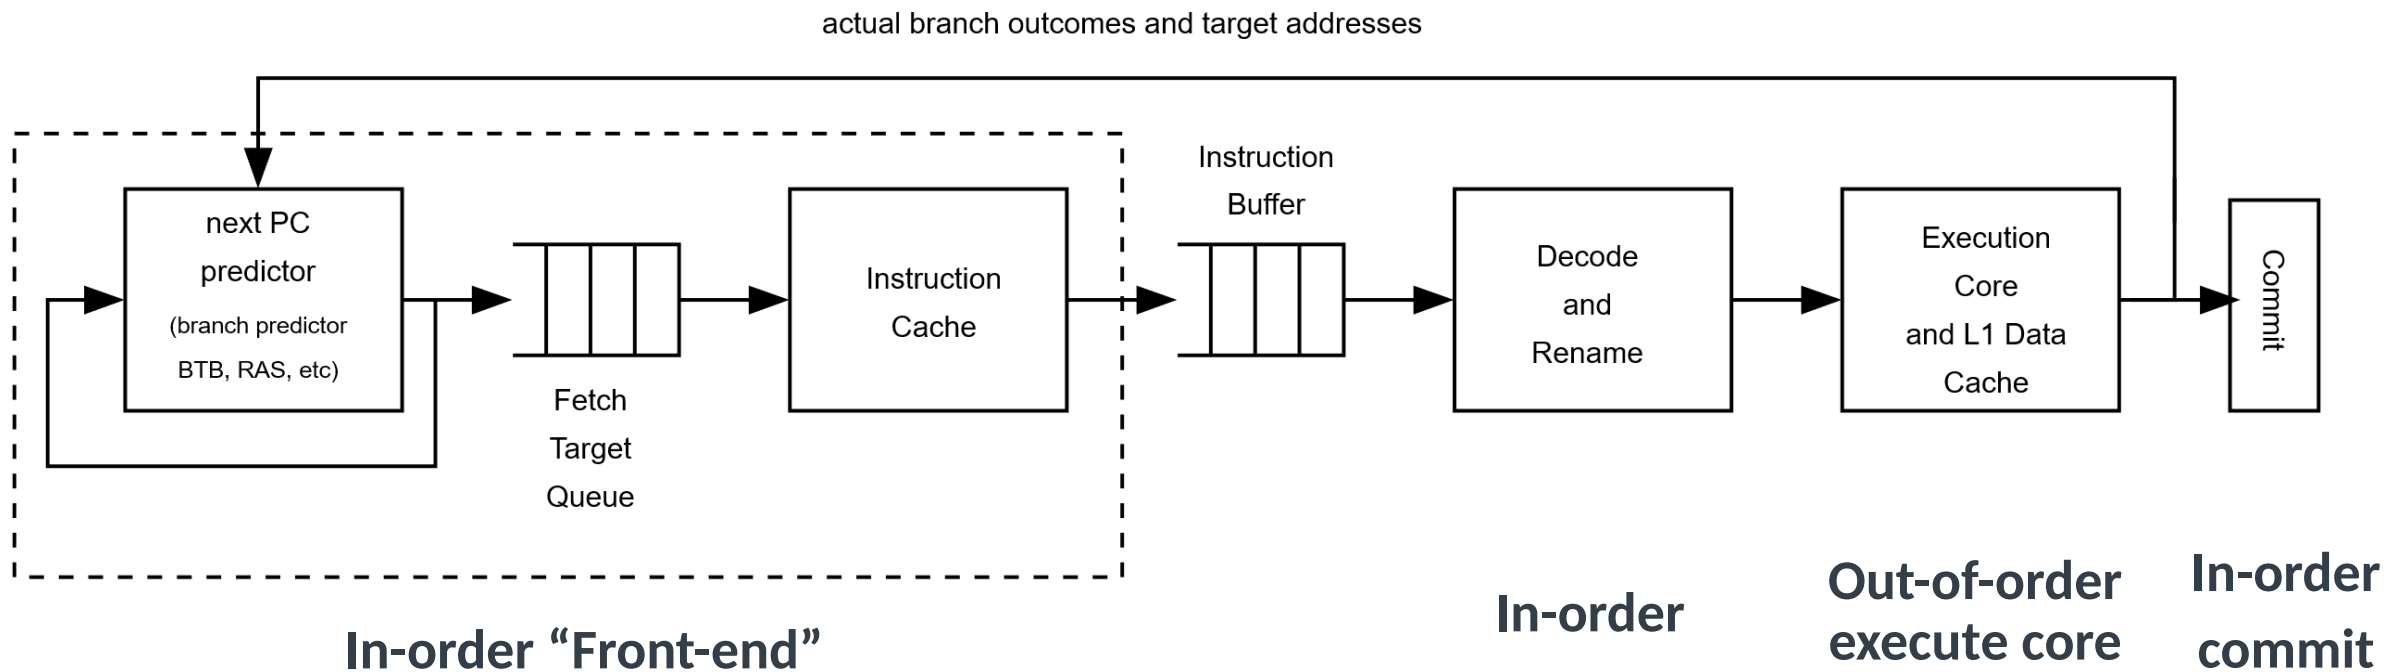 actual branch outcomes and target addresses
next PC
predictor
(branch predictor
BTB, RAS, etc)
Fetch
Target
Queue
Instruction
Cache
Instruction
Buffer
Decode
and
Rename
Execution
Core
and L1 Data
Cache
Commit
In-order “Front-end”
In-order
Out-of-order
execute core
In-order
commit